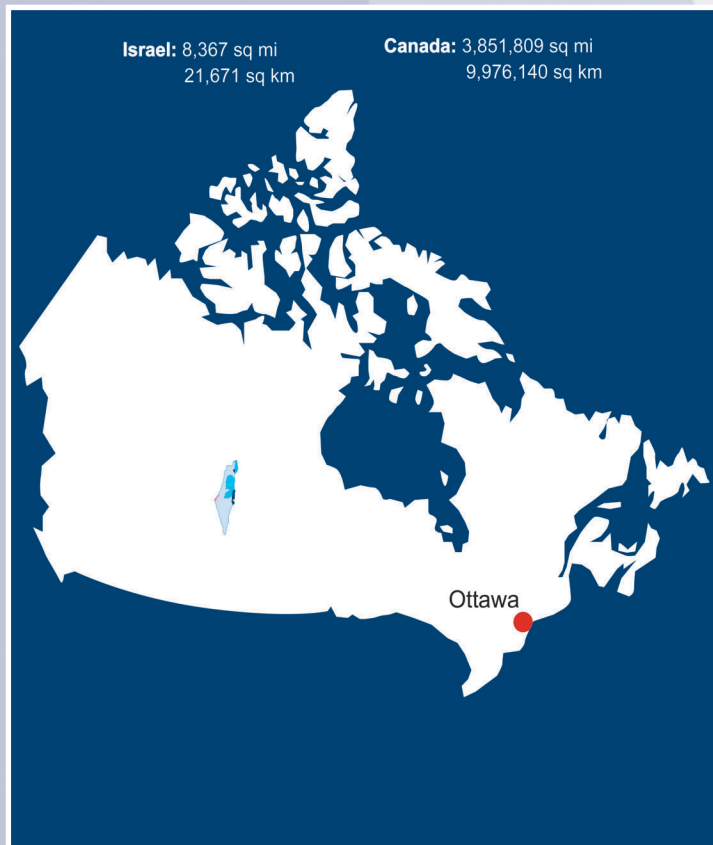 Israel: 8,367 sq mi
21,671 sq km
Canada: 3,851,809 sq mi
9,976,140 sq km
Ottawa